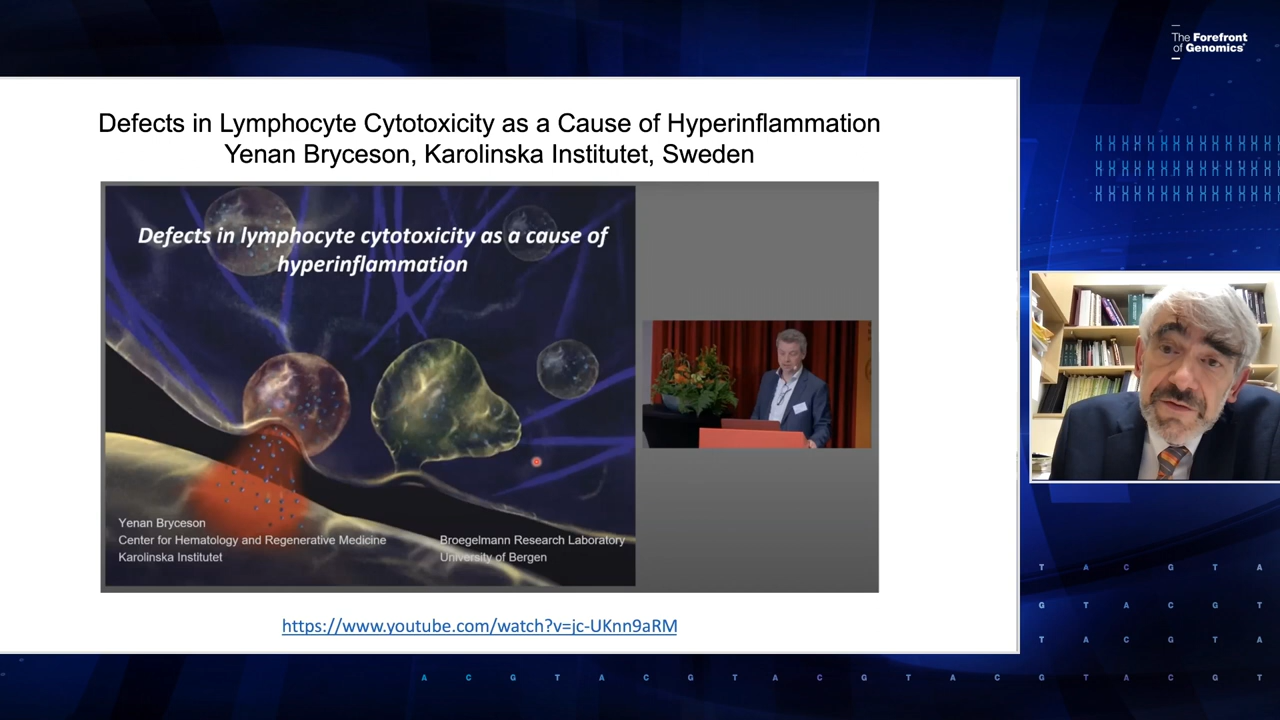 The Forefront
of Genomics
Defects in Lymphocyte Cytotoxicity as a Cause of Hyperinflammation
Yenan Bryceson, Karolinska Institutet, Sweden
Defects in lymphocyte cytotoxicity as a cause of
hyperinflammation
Yenan Bryceson
Center for Hematology and Regenerative Medicine
Karolinska Institutet
Broegelmann Research Laboratory
University of Bergen
https://www.youtube.com/watch?v=jc-UKnn9aRM
T A C G T A
G T A C G T
T A C G T A
A C G T A C G T A C G T A C G T A C G T